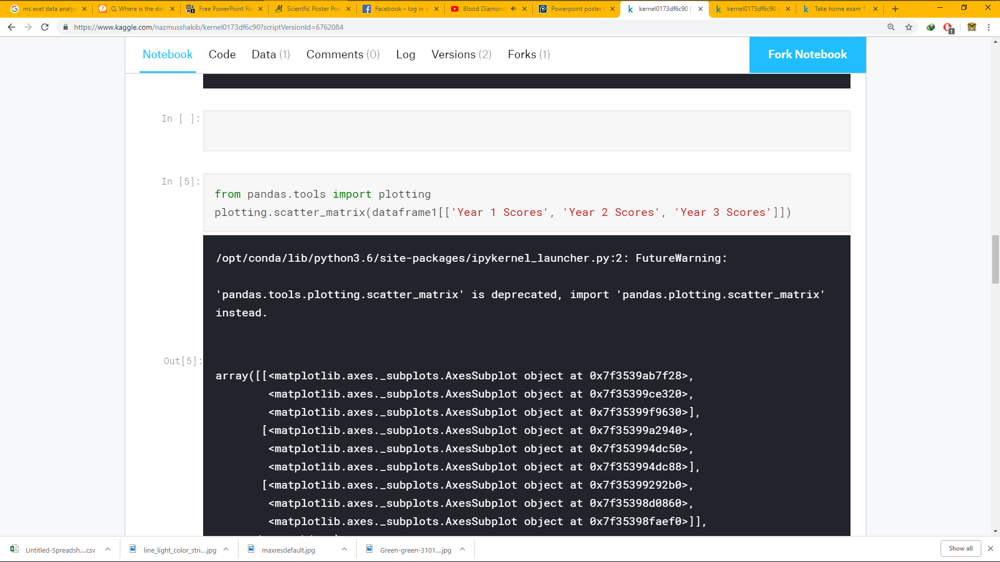 ms exel data analys
Q. Where is the dat
Free PowerPoint Re
Scientfic Poster Pow
Facebook – log in o
Blood Diamond
Powerpoint poster t
kernel0173df6c90 |
kernel0173df6c90 |
Take home exam 1
https://www.kaggle.com/nazmusshakib/kernel0173df6c90?scriptVersionId=6762084
1
Notebook Code Data (1) Comments (0) Log Versions (2) Forks (1) Fork Notebook
In [ ]:
In [5]:
from pandas.tools import plotting
plotting.scatter_matrix(dataframe1[['Year 1 Scores', 'Year 2 Scores', 'Year 3 Scores']])
/opt/conda/lib/python3.6/site-packages/ipykernel_launcher.py:2: FutureWarning:
'pandas.tools.plotting.scatter_matrix' is deprecated, import 'pandas.plotting.scatter_matrix'
instead.
Out[5]:
array([[<matplotlib.axes._subplots.AxesSubplot object at 0x7f3539ab7f28>,
<matplotlib.axes._subplots.AxesSubplot object at 0x7f35399ce320>,
<matplotlib.axes._subplots.AxesSubplot object at 0x7f35399f9630>],
[<matplotlib.axes._subplots.AxesSubplot object at 0x7f35399a2940>,
<matplotlib.axes._subplots.AxesSubplot object at 0x7f353994dc50>,
<matplotlib.axes._subplots.AxesSubplot object at 0x7f353994dc88>],
[<matplotlib.axes._subplots.AxesSubplot object at 0x7f35399292b0>,
<matplotlib.axes._subplots.AxesSubplot object at 0x7f35398d0860>,
<matplotlib.axes._subplots.AxesSubplot object at 0x7f35398faef0>]],
Untitled-Spreadsh....csv
line_light_color_stri....jpg
maxresdefault.jpg
Green-green-3101....jpg
Show all